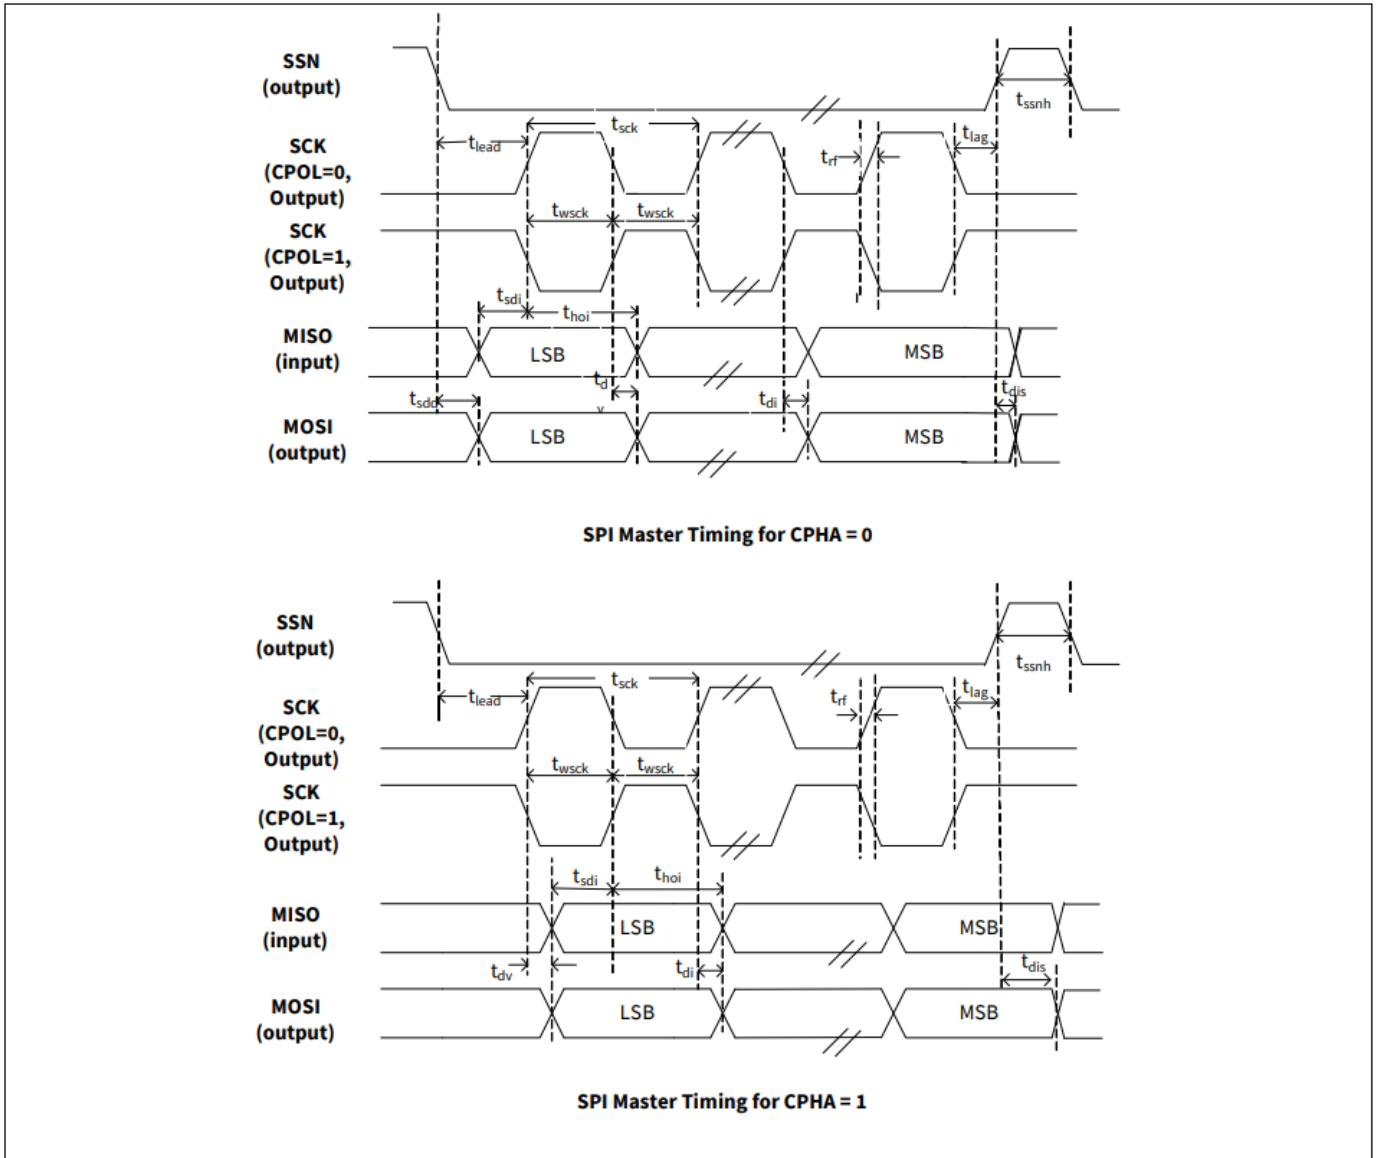 SSN
(output)
tssnh
tsck
tlead
tlag
SCK
(CPOL=0,
Output)
trf
twsck
twsck
SCK
(CPOL=1,
Output)
tsdi
thoi
MISO
(input)
LSB
MSB
td
v
tdi
tdis
tsdd
MOSI
(output)
LSB
MSB
SPI Master Timing for CPHA = 0
SSN
(output)
tssnh
tsck
tlead
trf
tlag
SCK
(CPOL=0,
Output)
twsck
twsck
SCK
(CPOL=1,
Output)
tsdi
thoi
MISO
(input)
LSB
MSB
tdv
tdi
tdis
MOSI
(output)
LSB
MSB
SPI Master Timing for CPHA = 1